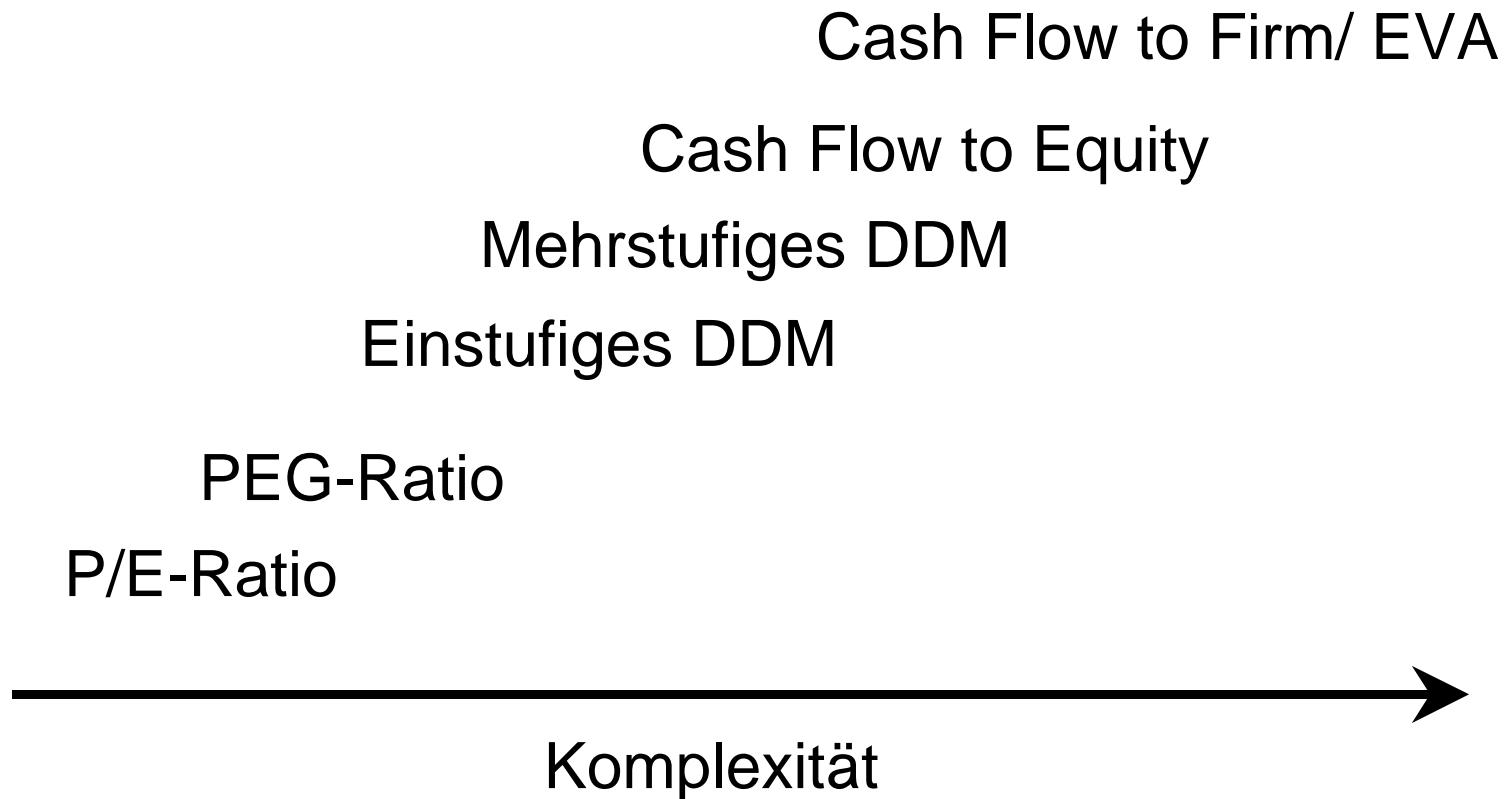 Cash Flow to Firm/ EVA
Cash Flow to Equity
Mehrstufiges DDM
Einstufiges DDM
PEG-Ratio
P/E-Ratio
Komplexität